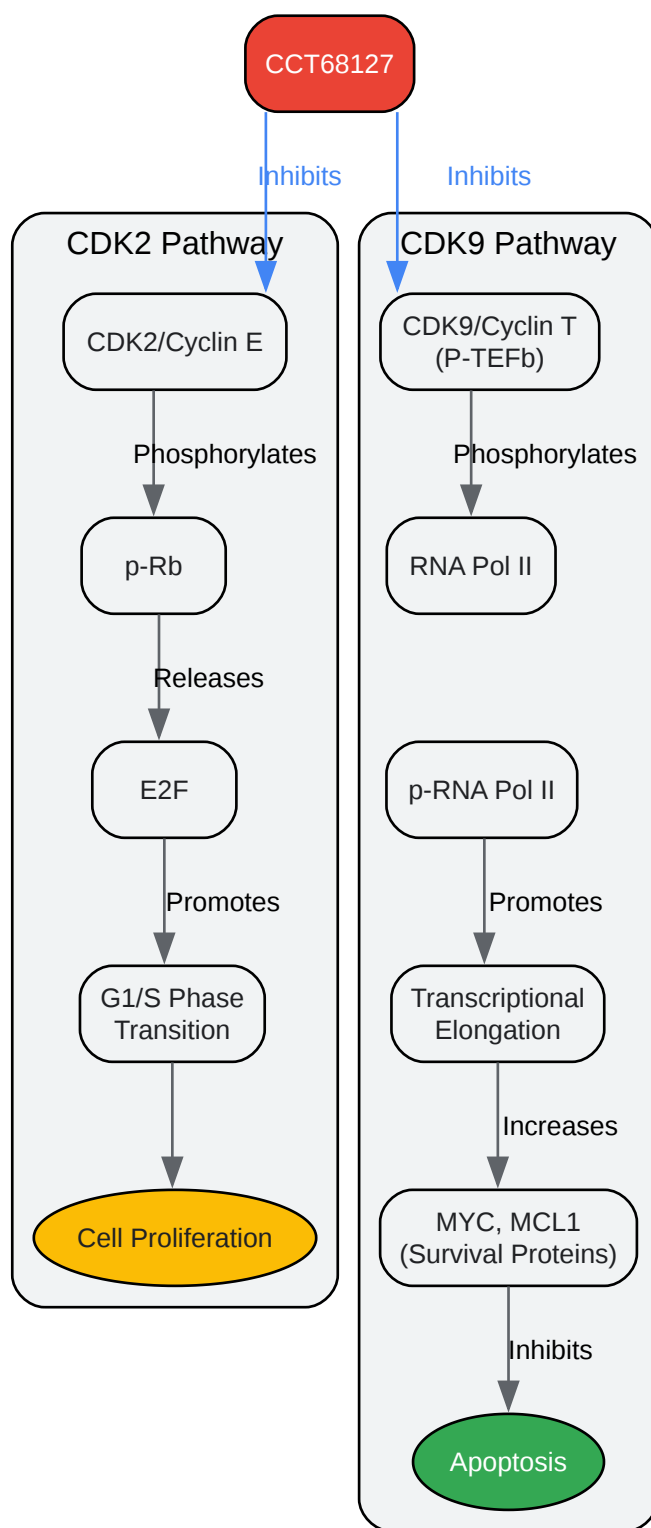 CCT68127
Inhibits
Inhibits
CDK2 Pathway
CDK2/Cyclin E
Phosphorylates
p-Rb
Releases
E2F
Promotes
G1/S Phase
Transition
Cell Proliferation
CDK9 Pathway
CDK9/Cyclin T
(P-TEFb)
Phosphorylates
RNA Pol II
p-RNA Pol II
Promotes
Transcriptional
Elongation
Increases
MYC, MCL1
(Survival Proteins)
Inhibits
Apoptosis